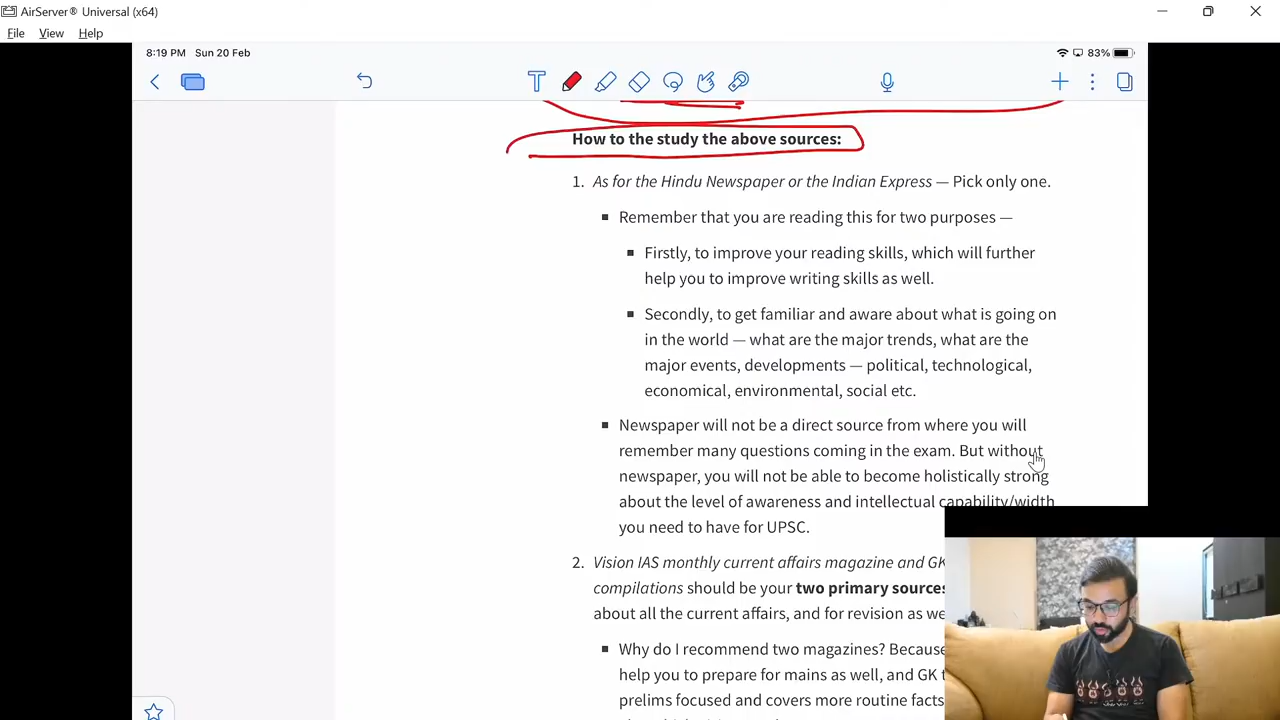 AirServer® Universal (x64)
File View Help
8:19 PM Sun 20 Feb
83%
How to the study the above sources:
1. As for the Hindu Newspaper or the Indian Express — Pick only one.
Remember that you are reading this for two purposes —
Firstly, to improve your reading skills, which will further
help you to improve writing skills as well.
Secondly, to get familiar and aware about what is going on
in the world — what are the major trends, what are the
major events, developments — political, technological,
economical, environmental, social etc.
Newspaper will not be a direct source from where you will
remember many questions coming in the exam. But without
newspaper, you will not be able to become holistically strong
about the level of awareness and intellectual capability/width
you need to have for UPSC.
2. Vision IAS monthly current affairs magazine and GK
compilations should be your two primary sources
about all the current affairs, and for revision as we
Why do I recommend two magazines? Because
help you to prepare for mains as well, and GK
prelims focused and covers more routine facts